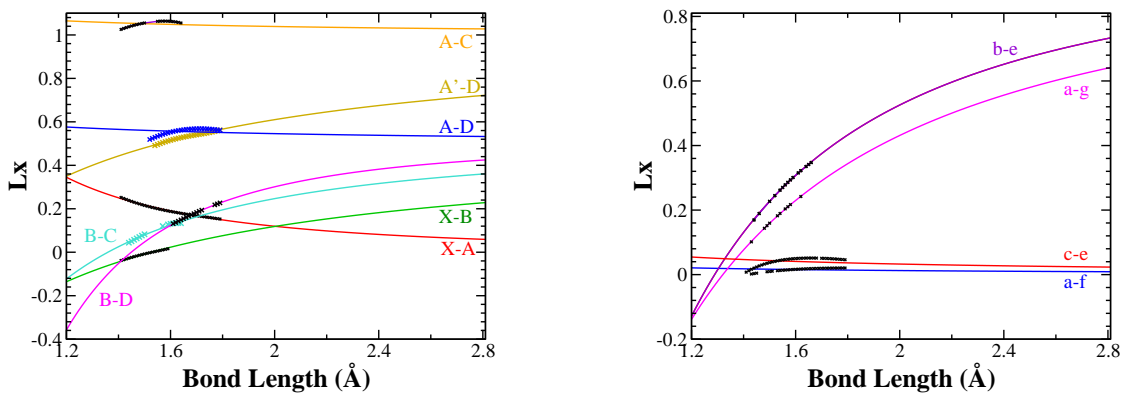 1
0.8
0.6
0.4
0.2
0
-0.2
-0.4
Lx
A-C
A'-D
A-D
B-C
X-B
X-A
B-D
1.2 1.6 2 2.4 2.8
Bond Length (Å)
0.8
0.6
0.4
0.2
0
-0.2
Lx
b-e
a-g
c-e
a-f
1.2 1.6 2 2.4 2.8
Bond Length (Å)